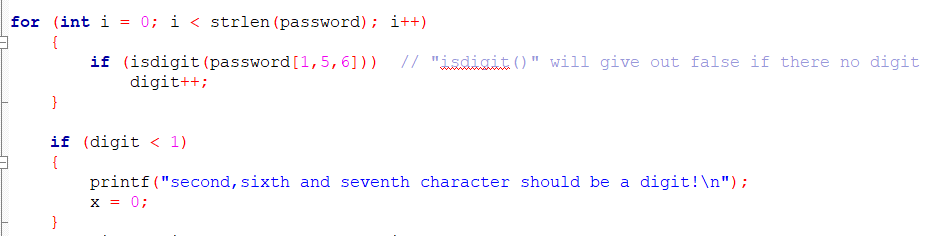 for (int i = 0; i < strlen(password); i++)
{
if (isdigit(password[1,5,6])) // "isdigit()" will give out false if there no digit
digit++;
}
if (digit < 1)
{
printf("second,sixth and seventh character should be a digit!\n");
x = 0;
}